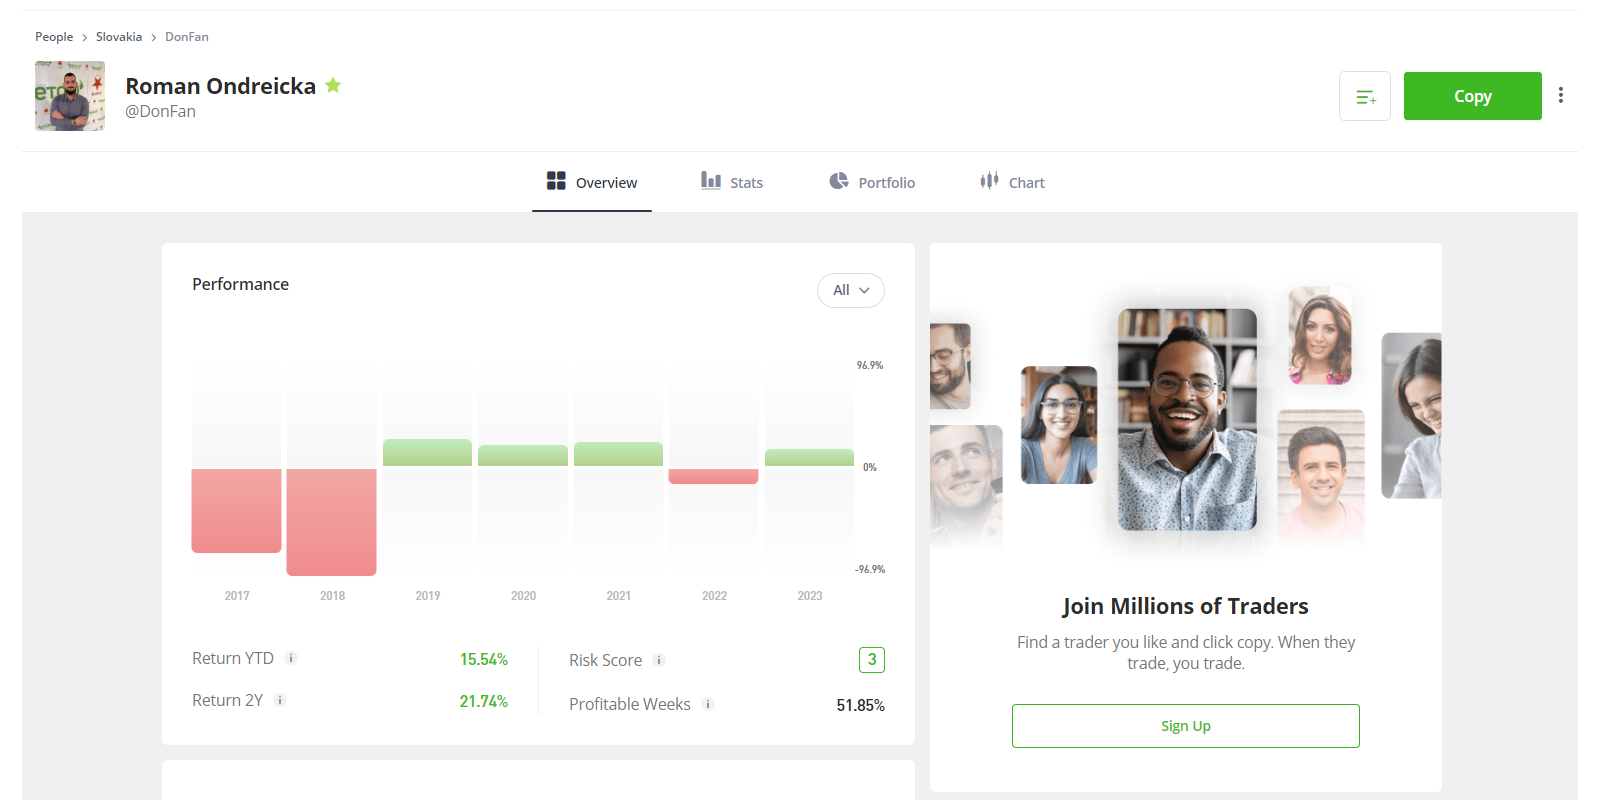 People > Slovakia > DonFan
Roman Ondreicka
@DonFan
Copy
Overview
Stats
Portfolio
Chart
Performance
All
96.9%
0%
-96.9%
2017 2018 2019 2020 2021 2022 2023
Return YTD i 15.54%
Return 2Y i 21.74%
Risk Score i 3
Profitable Weeks i 51.85%
Join Millions of Traders
Find a trader you like and click copy. When they
trade, you trade.
Sign Up